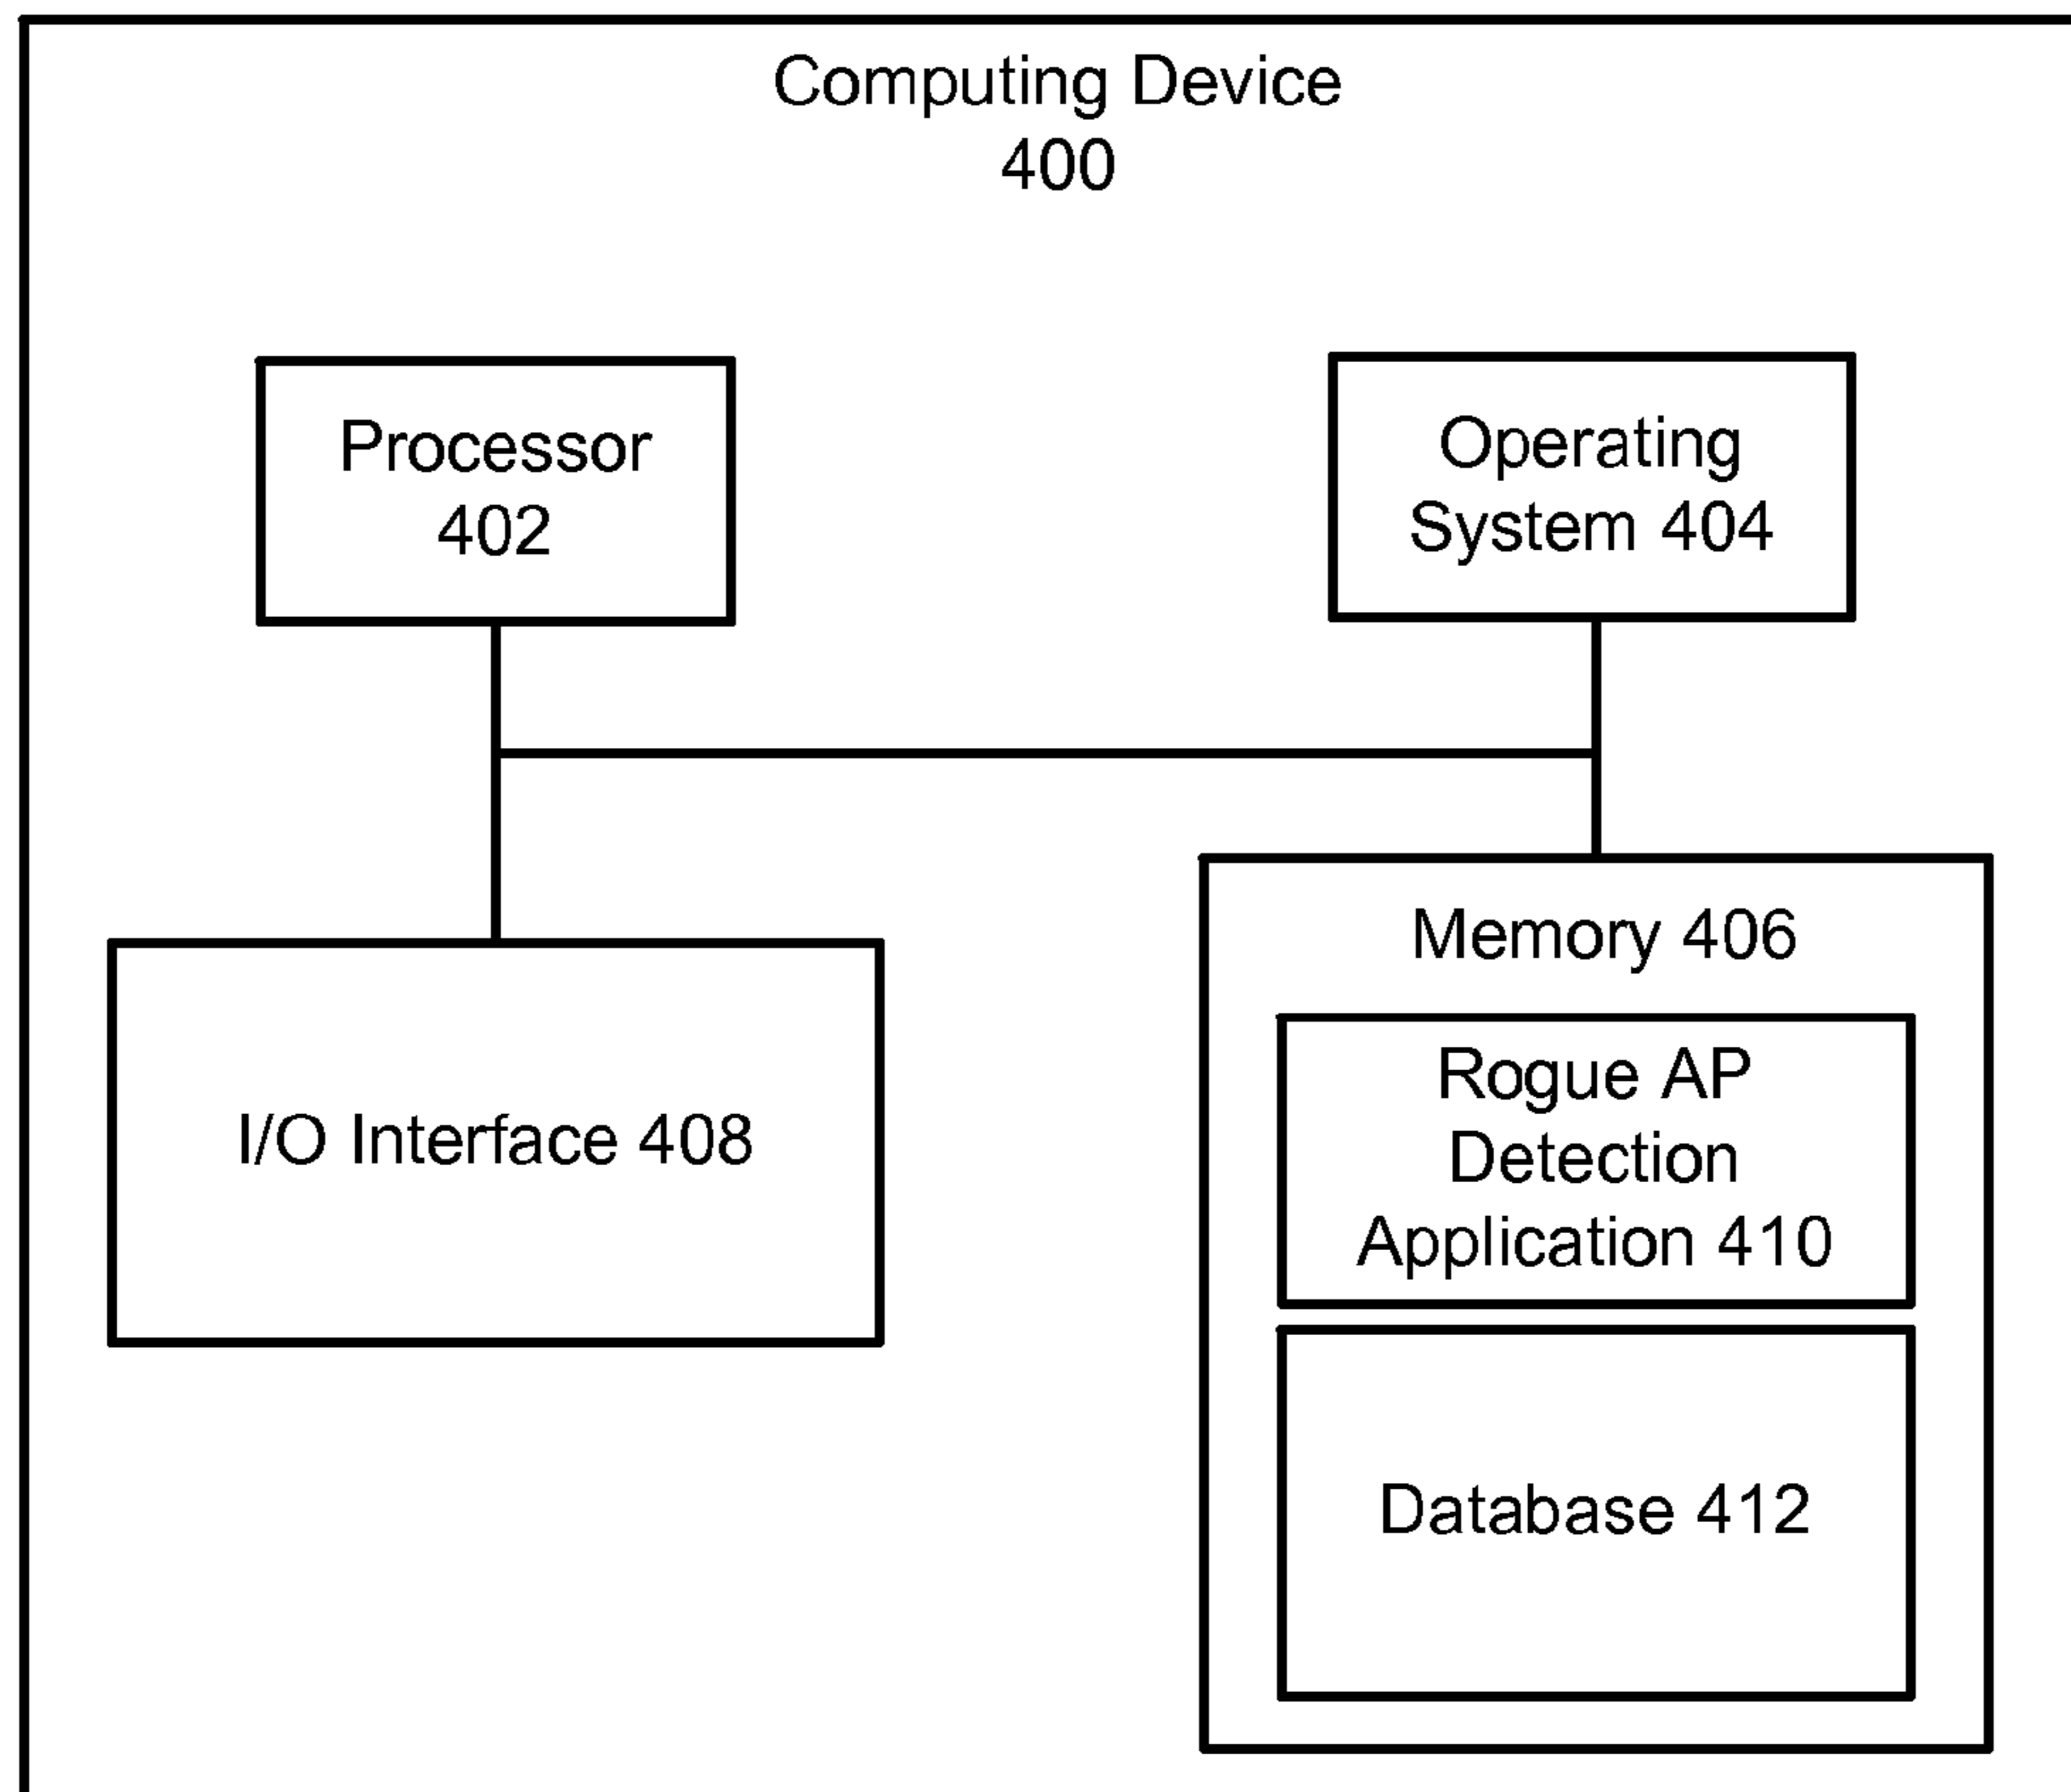 Computing Device
400
Processor
402
Operating
System 404
I/O Interface 408
Memory 406
Rogue AP
Detection
Application 410
Database 412